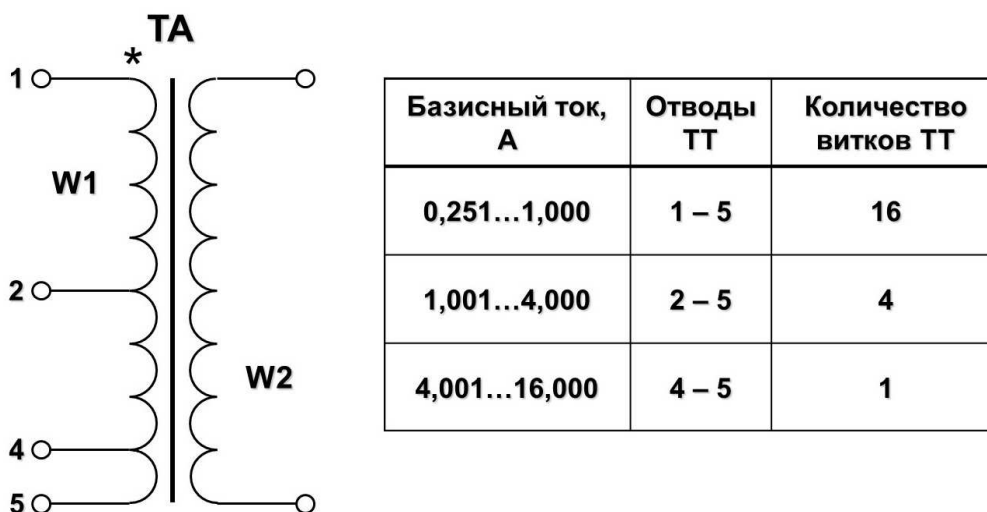 TA
*
1
W1
2
W2
4
5
Базисный ток, А
Отводы ТТ
Количество витков ТТ
0,251...1,000
1 – 5
16
1,001...4,000
2 – 5
4
4,001...16,000
4 – 5
1